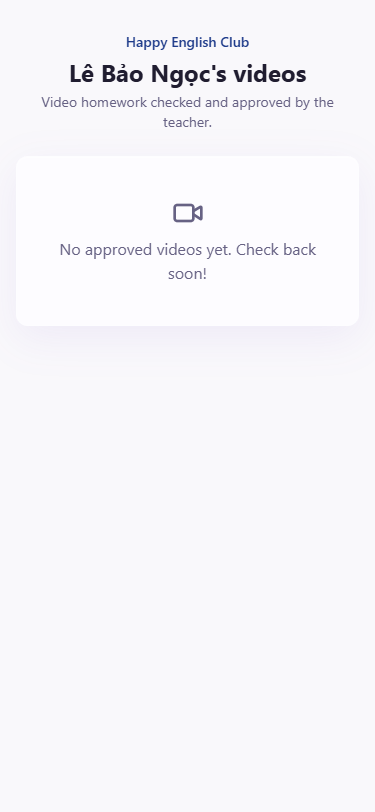 Happy English Club
Lê Bảo Ngọc's videos
Video homework checked and approved by the
teacher.
No approved videos yet. Check back
soon!